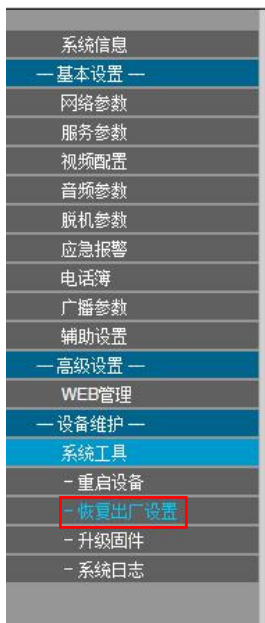 系统信息
— 基本设置 —
网络参数
服务参数
视频配置
音频参数
脱机参数
应急报警
电话簿
广播参数
辅助设置
— 高级设置 —
WEB管理
— 设备维护 —
系统工具
- 重启设备
- 恢复出厂设置
- 升级固件
- 系统日志